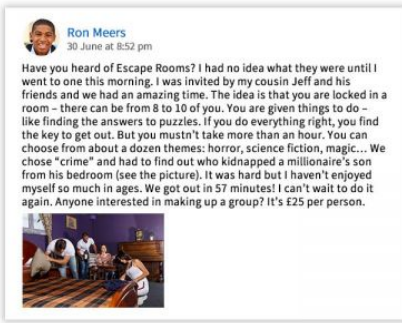 Ron Meers
30 June at 8:52 pm
Have you heard of Escape Rooms? I had no idea what they were until I
went to one this morning. I was invited by my cousin Jeff and his
friends and we had an amazing time. The idea is that you are locked in a
room – there can be from 8 to 10 of you. You are given things to do –
like finding the answers to puzzles. If you do everything right, you find
the key to get out. But you mustn't take more than an hour. You can
choose from about a dozen themes: horror, science fiction, magic... We
chose "crime" and had to find out who kidnapped a millionaire's son
from his bedroom (see the picture). It was hard but I haven't enjoyed
myself so much in ages. We got out in 57 minutes! I can't wait to do it
again. Anyone interested in making up a group? It's £25 per person.